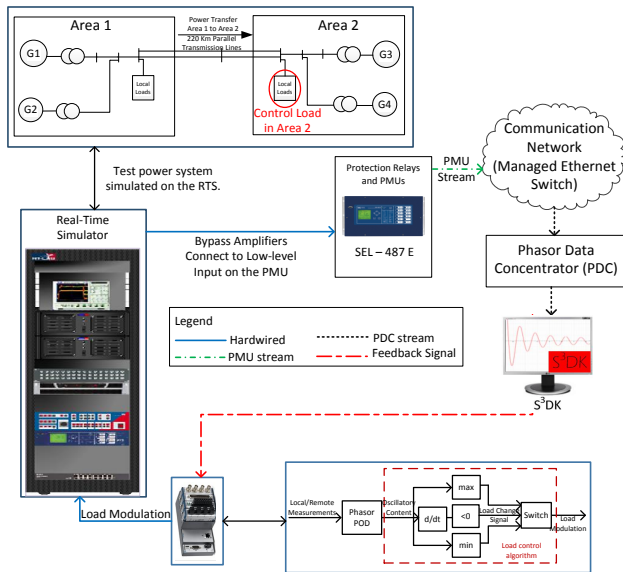 Area 1
Power Transfer
Area 1 to Area 2
220 Km Parallel
Transmission Lines
Area 2
G1
G2
Local
Loads
Local
Loads
G3
G4
Control Load
in Area 2
Test power system
simulated on the RTS.
Real-Time
Simulator
Bypass Amplifiers
Connect to Low-level
Input on the PMU
Protection Relays
and PMUs
SEL – 487 E
PMU
Stream
Communication
Network
(Managed Ethernet
Switch)
Phasor Data
Concentrator (PDC)
S³DK
S³DK
Legend
Hardwired
PMU stream
PDC stream
Feedback Signal
Load Modulation
Local/Remote
Measurements
Phasor
POD
Oscillatory
Content
max
d/dt
<0
min
Load Change
Signal
Switch
Load
Modulation
Load control
algorithm